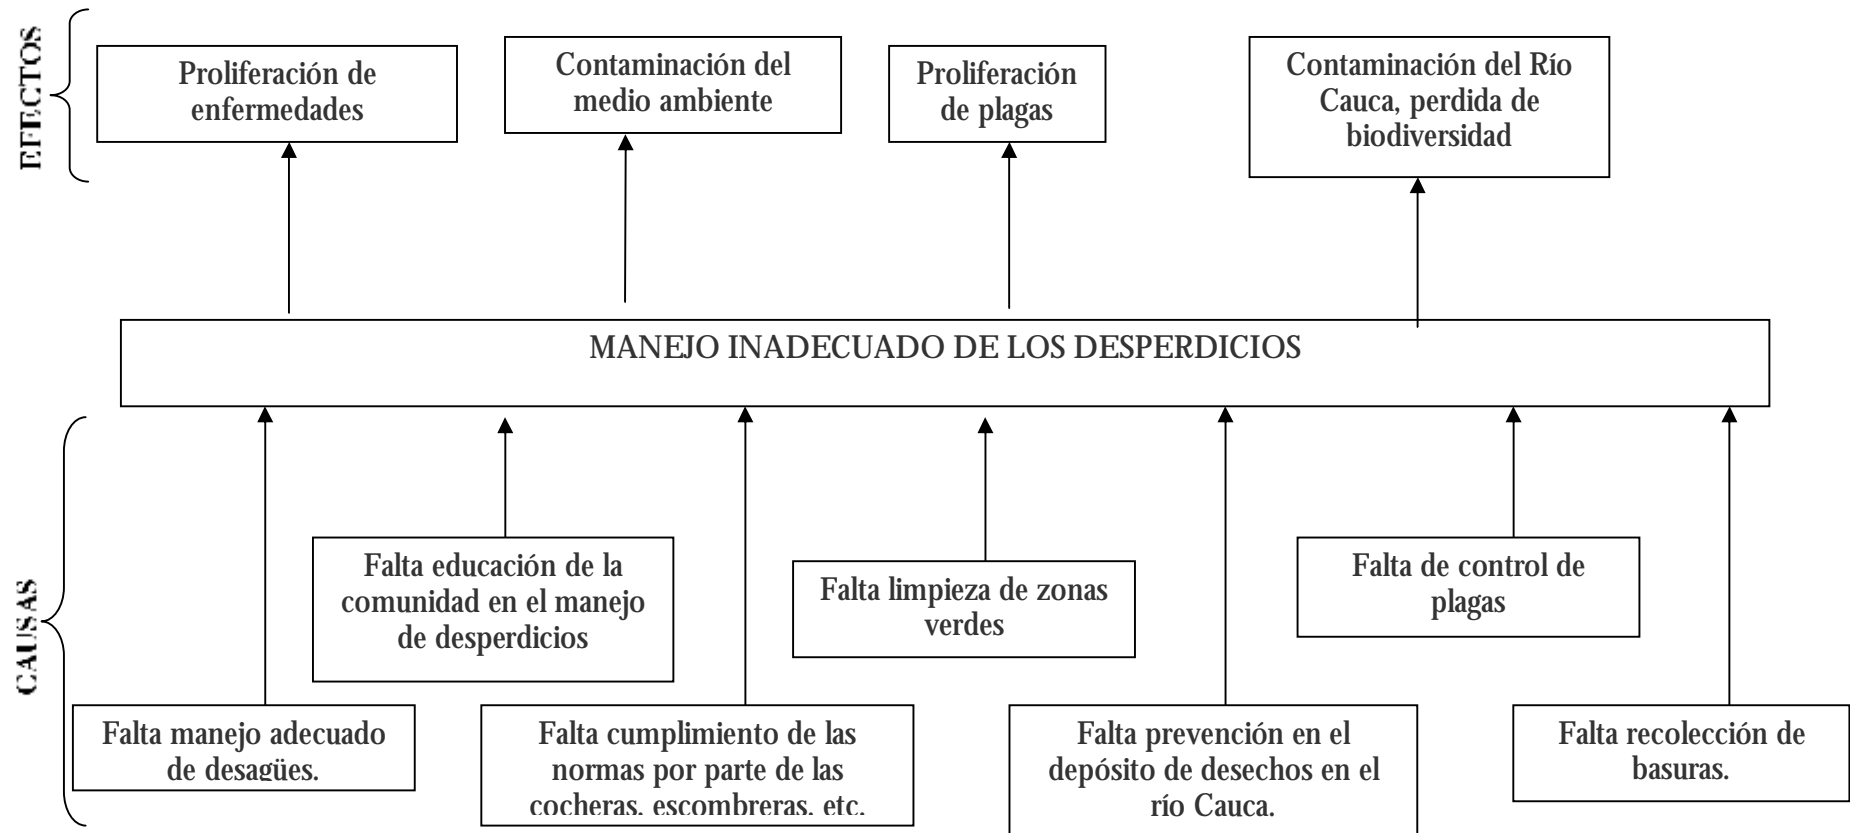 EFECTOS
Proliferación de
enfermedades
Contaminación del
medio ambiente
Proliferación
de plagas
Contaminación del Río
Cauca, perdida de
biodiversidad
MANEJO INADECUADO DE LOS DESPERDICIOS
CAUSAS
Falta educación de la
comunidad en el manejo
de desperdicios
Falta limpieza de zonas
verdes
Falta de control de
plagas
Falta manejo adecuado
de desagües.
Falta cumplimiento de las
normas por parte de las
cocheras, escombreras, etc.
Falta prevención en el
depósito de desechos en el
río Cauca.
Falta recolección de
basuras.